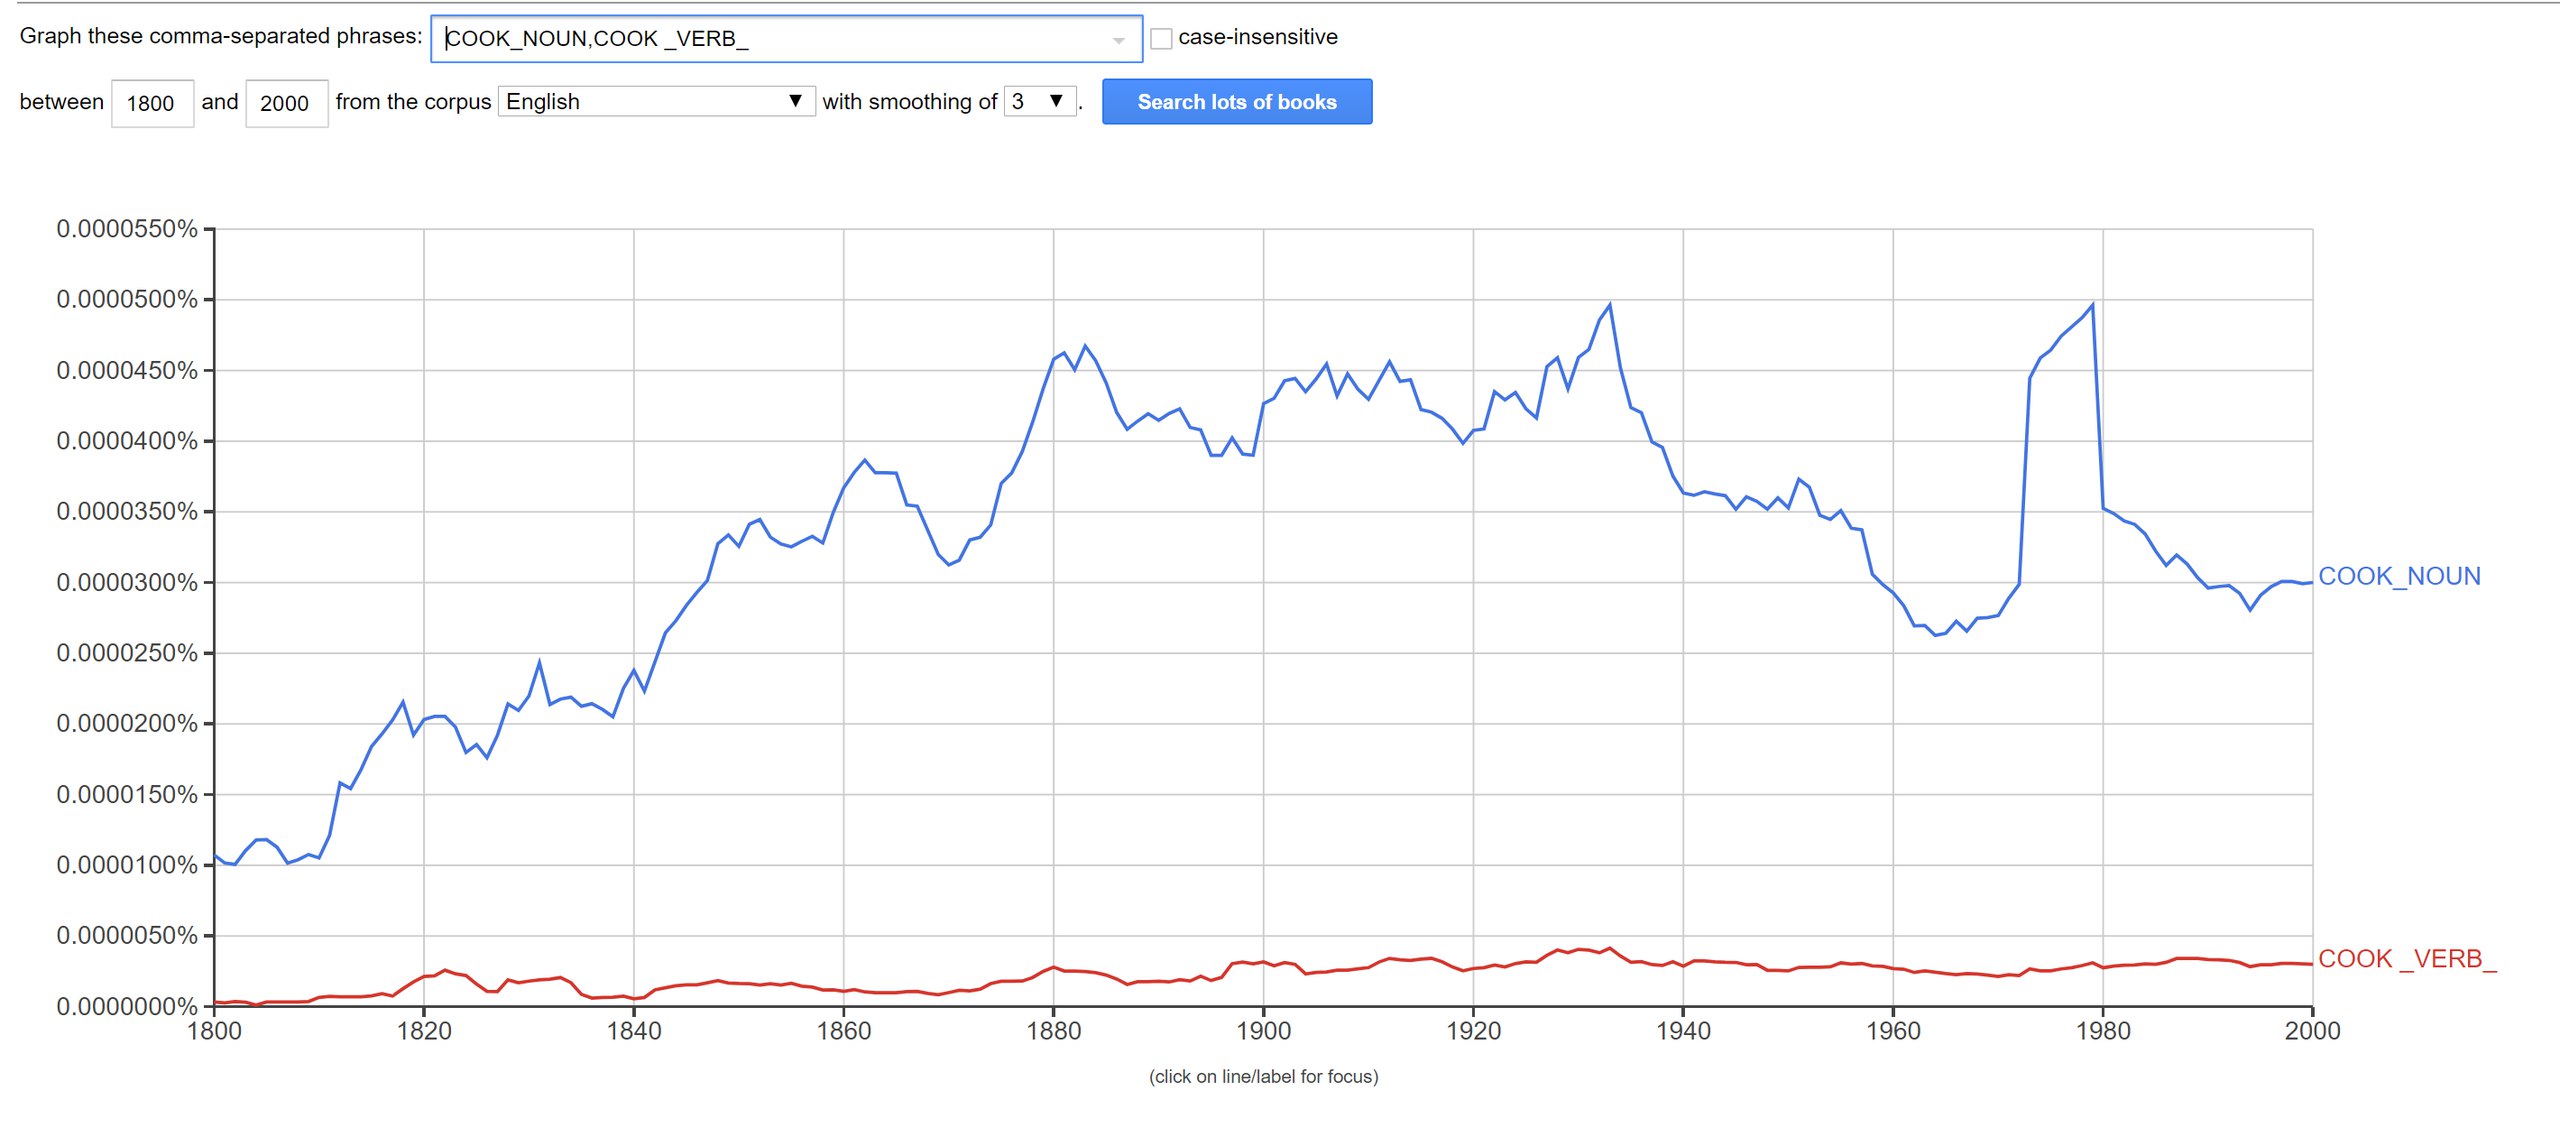 Graph these comma-separated phrases: COOK_NOUN,COOK _VERB_ case-insensitive
between 1800 and 2000 from the corpus English with smoothing of 3 . Search lots of books
0.0000550%
0.0000500%
0.0000450%
0.0000400%
0.0000350%
0.0000300%
COOK_NOUN
0.0000250%
0.0000200%
0.0000150%
0.0000100%
0.0000050%
COOK _VERB_
0.0000000%
1800 1820 1840 1860 1880 1900 1920 1940 1960 1980 2000
(click on line/label for focus)